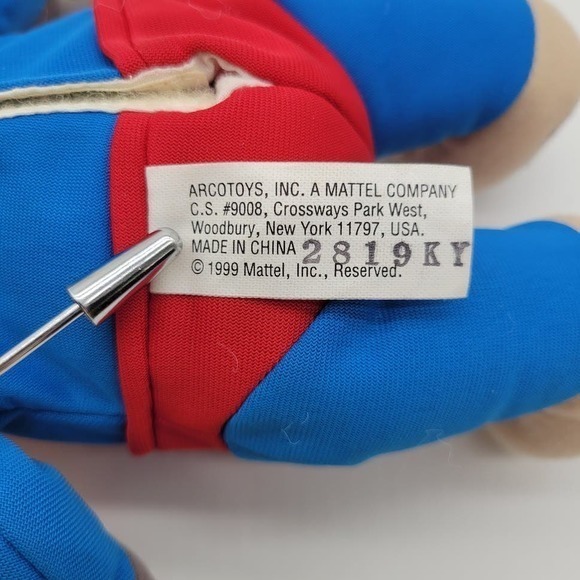 ARCOTOYS, INC. A MATTEL COMPANY
C.S. #9008, Crossways Park West,
Woodbury, New York 11797, USA.
MADE IN CHINA 2819KY
© 1999 Mattel, Inc., Reserved.